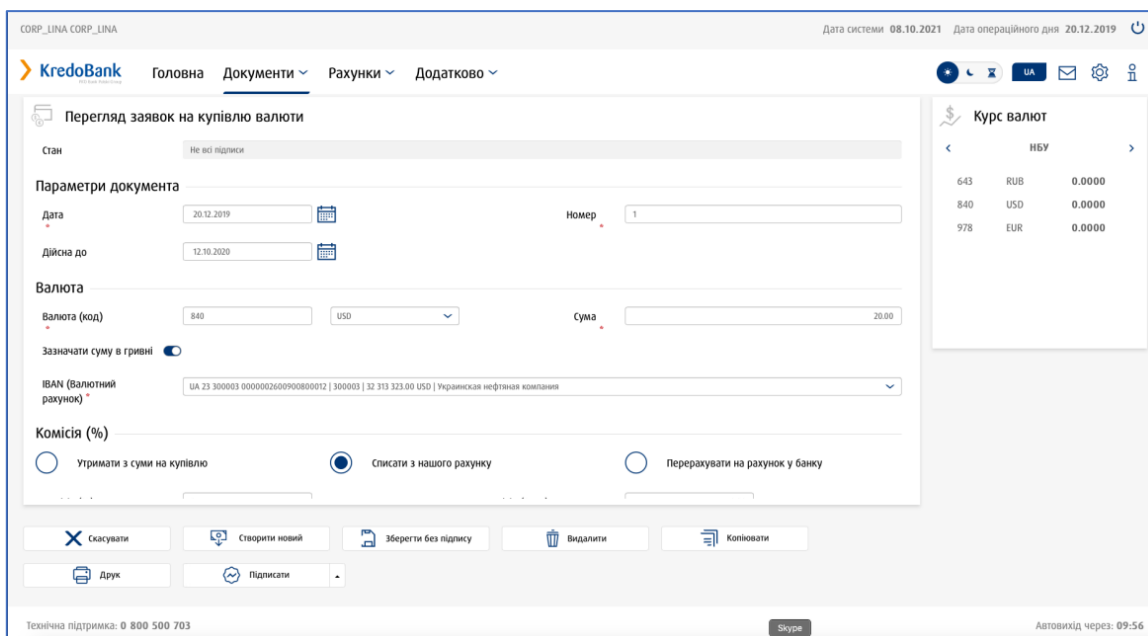 CORP_LINA CORP_LINA
Дата системи 08.10.2021 Дата операційного дня 20.12.2019
KredoBank
Головна Документи Рахунки Додатково
UA
Перегляд заявок на купівлю валюти
Стан Не всі підписи
Параметри документа
Дата * 20.12.2019 Номер * 1
Дійсна до 12.10.2020
Валюта
Валюта (код) * 840 USD Сума * 20.00
Зазначати суму в гривні
IBAN (Валютний
рахунок) * UA 23 300003 0000002600900800012 | 300003 | 32 313 323.00 USD | Украинская нефтяная компания
Комісія (%)
Утримати з суми на купівлю Списати з нашого рахунку Перерахувати на рахунок у банку
Курс валют
НБУ
643 RUB 0.0000
840 USD 0.0000
978 EUR 0.0000
Скасувати Створити новий Зберегти без підпису Видалити Копіювати
Друк Підписати
Технічна підтримка: 0 800 500 703
Skype
Автовихід через: 09:56